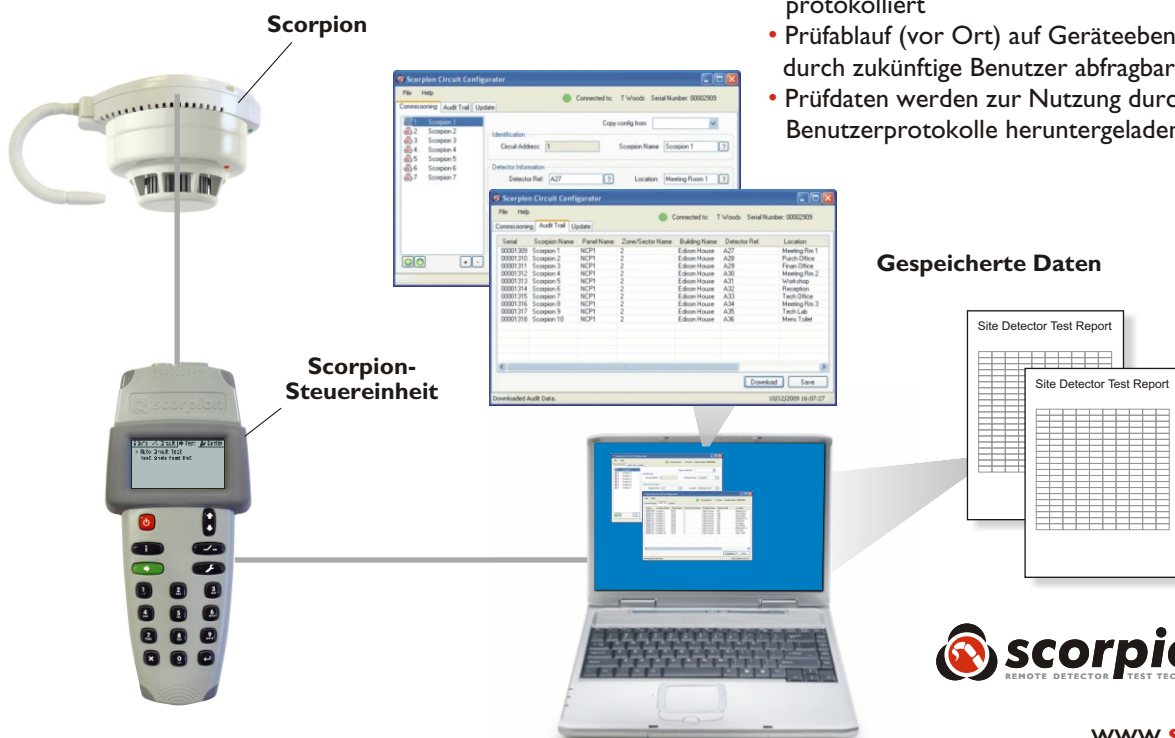 protokolliert
• Prüfablauf (vor Ort) auf Geräteeben
durch zukünftige Benutzer abfragbar
• Prüfdaten werden zur Nutzung durc
Benutzerprotokolle heruntergeladen
Scorpion
Scorpion Circuit Configurator
File Help
Connected to: T Woods Serial Number: 00002909
Commissioning Audit Trail Update
1 Scorpion 1
2 Scorpion 2
3 Scorpion 3
4 Scorpion 4
5 Scorpion 5
6 Scorpion 6
7 Scorpion 7
Copy config from:
Identification
Circuit Address: 1 Scorpion Name Scorpion 1 ?
Detector Information
Detector Ref: A27 ? Location: Meeting Room 1 ?
Scorpion Circuit Configurator
File Help
Connected to: T Woods Serial Number: 00002909
Commissioning Audit Trail Update
Serial Scorpion Name Panel Name Zone/Sector Name Building Name Detector Ref. Location
00001309 Scorpion 1 NCP1 2 Edison House A27 Meeting Rm 1
00001310 Scorpion 2 NCP1 2 Edison House A28 Purch Office
00001311 Scorpion 3 NCP1 2 Edison House A29 Finan Office
00001312 Scorpion 4 NCP1 2 Edison House A30 Meeting Rm 2
00001313 Scorpion 5 NCP1 2 Edison House A31 Workshop
00001314 Scorpion 6 NCP1 2 Edison House A32 Reception
00001315 Scorpion 7 NCP1 2 Edison House A33 Tech Office
00001316 Scorpion 8 NCP1 2 Edison House A34 Meeting Rm 3
00001317 Scorpion 9 NCP1 2 Edison House A35 Tech Lab
00001318 Scorpion 10 NCP1 2 Edison House A36 Mens Toilet
Download Save
Downloaded Audit Data. 10/12/2009 16:07:27
Gespeicherte Daten
Site Detector Test Report
Site Detector Test Report
Scorpion-
Steuereinheit
scorpion
scorpio
REMOTE DETECTOR TEST TEC
www.